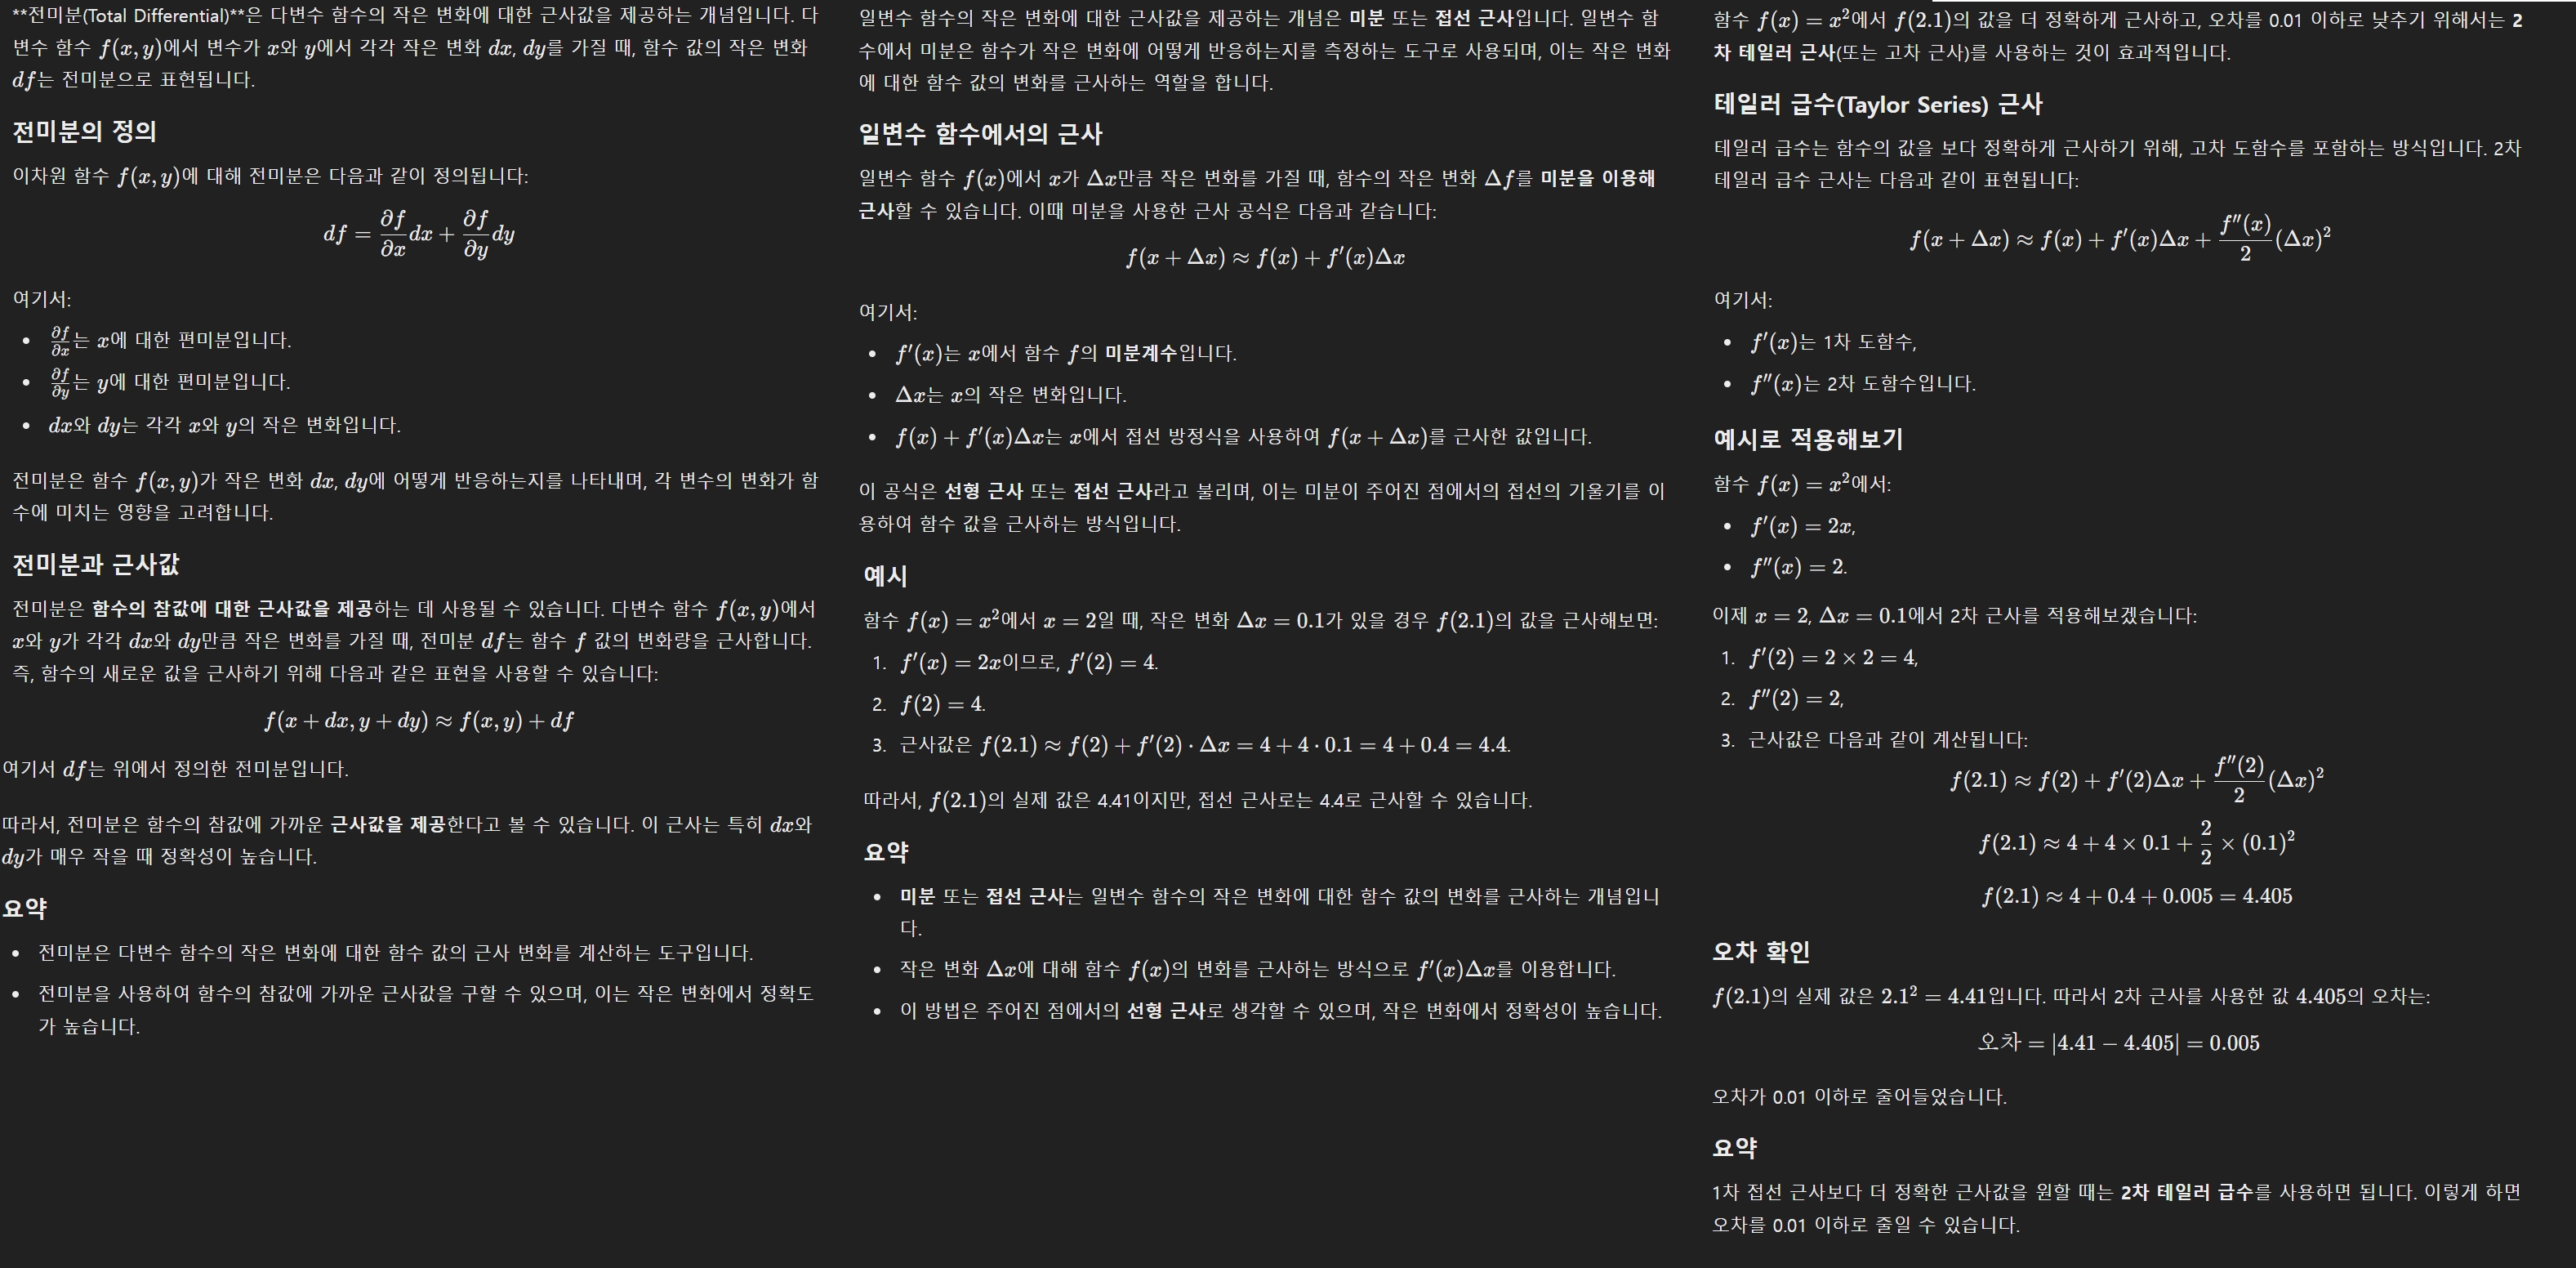 **전미분(Total Differential)**은 다변수 함수의 작은 변화에 대한 근사값을 제공하는 개념입니다. 다
변수 함수 f(x, y)에서 변수가 x와 y에서 각각 작은 변화 dx, dy를 가질 때, 함수 값의 작은 변화
df는 전미분으로 표현됩니다.
전미분의 정의
이차원 함수 f(x, y)에 대해 전미분은 다음과 같이 정의됩니다:
df = ∂f/∂x dx + ∂f/∂y dy
여기서:
• ∂f/∂x는 x에 대한 편미분입니다.
• ∂f/∂y는 y에 대한 편미분입니다.
• dx와 dy는 각각 x와 y의 작은 변화입니다.
전미분은 함수 f(x, y)가 작은 변화 dx, dy에 어떻게 반응하는지를 나타내며, 각 변수의 변화가 함
수에 미치는 영향을 고려합니다.
전미분과 근사값
전미분은 함수의 참값에 대한 근사값을 제공하는 데 사용될 수 있습니다. 다변수 함수 f(x, y)에서
x와 y가 각각 dx와 dy만큼 작은 변화를 가질 때, 전미분 df는 함수 f 값의 변화량을 근사합니다.
즉, 함수의 새로운 값을 근사하기 위해 다음과 같은 표현을 사용할 수 있습니다:
f(x + dx, y + dy) ≈ f(x, y) + df
여기서 df는 위에서 정의한 전미분입니다.
따라서, 전미분은 함수의 참값에 가까운 근사값을 제공한다고 볼 수 있습니다. 이 근사는 특히 dx와
dy가 매우 작을 때 정확성이 높습니다.
요약
• 전미분은 다변수 함수의 작은 변화에 대한 함수 값의 근사 변화를 계산하는 도구입니다.
• 전미분을 사용하여 함수의 참값에 가까운 근사값을 구할 수 있으며, 이는 작은 변화에서 정확도
가 높습니다.
일변수 함수의 작은 변화에 대한 근사값을 제공하는 개념은 미분 또는 접선 근사입니다. 일변수 함
수에서 미분은 함수가 작은 변화에 어떻게 반응하는지를 측정하는 도구로 사용되며, 이는 작은 변화
에 대한 함수 값의 변화를 근사하는 역할을 합니다.
일변수 함수에서의 근사
일변수 함수 f(x)에서 x가 Δx만큼 작은 변화를 가질 때, 함수의 작은 변화 Δf를 미분을 이용해
근사할 수 있습니다. 이때 미분을 사용한 근사 공식은 다음과 같습니다:
f(x + Δx) ≈ f(x) + f′(x)Δx
여기서:
• f′(x)는 x에서 함수 f의 미분계수입니다.
• Δx는 x의 작은 변화입니다.
• f(x) + f′(x)Δx는 x에서 접선 방정식을 사용하여 f(x + Δx)를 근사한 값입니다.
이 공식은 선형 근사 또는 접선 근사라고 불리며, 이는 미분이 주어진 점에서의 접선의 기울기를 이
용하여 함수 값을 근사하는 방식입니다.
예시
함수 f(x) = x²에서 x = 2일 때, 작은 변화 Δx = 0.1가 있을 경우 f(2.1)의 값을 근사해보면:
1. f′(x) = 2x이므로, f′(2) = 4.
2. f(2) = 4.
3. 근사값은 f(2.1) ≈ f(2) + f′(2) · Δx = 4 + 4 · 0.1 = 4 + 0.4 = 4.4.
따라서, f(2.1)의 실제 값은 4.41이지만, 접선 근사로는 4.4로 근사할 수 있습니다.
요약
• 미분 또는 접선 근사는 일변수 함수의 작은 변화에 대한 함수 값의 변화를 근사하는 개념입니
다.
• 작은 변화 Δx에 대해 함수 f(x)의 변화를 근사하는 방식으로 f′(x)Δx를 이용합니다.
• 이 방법은 주어진 점에서의 선형 근사로 생각할 수 있으며, 작은 변화에서 정확성이 높습니다.
함수 f(x) = x²에서 f(2.1)의 값을 더 정확하게 근사하고, 오차를 0.01 이하로 낮추기 위해서는 2
차 테일러 근사(또는 고차 근사)를 사용하는 것이 효과적입니다.
테일러 급수(Taylor Series) 근사
테일러 급수는 함수의 값을 보다 정확하게 근사하기 위해, 고차 도함수를 포함하는 방식입니다. 2차
테일러 급수 근사는 다음과 같이 표현됩니다:
f(x + Δx) ≈ f(x) + f′(x)Δx + f″(x)/2 (Δx)²
여기서:
• f′(x)는 1차 도함수,
• f″(x)는 2차 도함수입니다.
예시로 적용해보기
함수 f(x) = x²에서:
• f′(x) = 2x,
• f″(x) = 2.
이제 x = 2, Δx = 0.1에서 2차 근사를 적용해보겠습니다:
1. f′(2) = 2 × 2 = 4,
2. f″(2) = 2,
3. 근사값은 다음과 같이 계산됩니다:
f(2.1) ≈ f(2) + f′(2)Δx + f″(2)/2 (Δx)²
f(2.1) ≈ 4 + 4 × 0.1 + 2/2 × (0.1)²
f(2.1) ≈ 4 + 0.4 + 0.005 = 4.405
오차 확인
f(2.1)의 실제 값은 2.1² = 4.41입니다. 따라서 2차 근사를 사용한 값 4.405의 오차는:
오차 = |4.41 − 4.405| = 0.005
오차가 0.01 이하로 줄어들었습니다.
요약
1차 접선 근사보다 더 정확한 근사값을 원할 때는 2차 테일러 급수를 사용하면 됩니다. 이렇게 하면
오차를 0.01 이하로 줄일 수 있습니다.